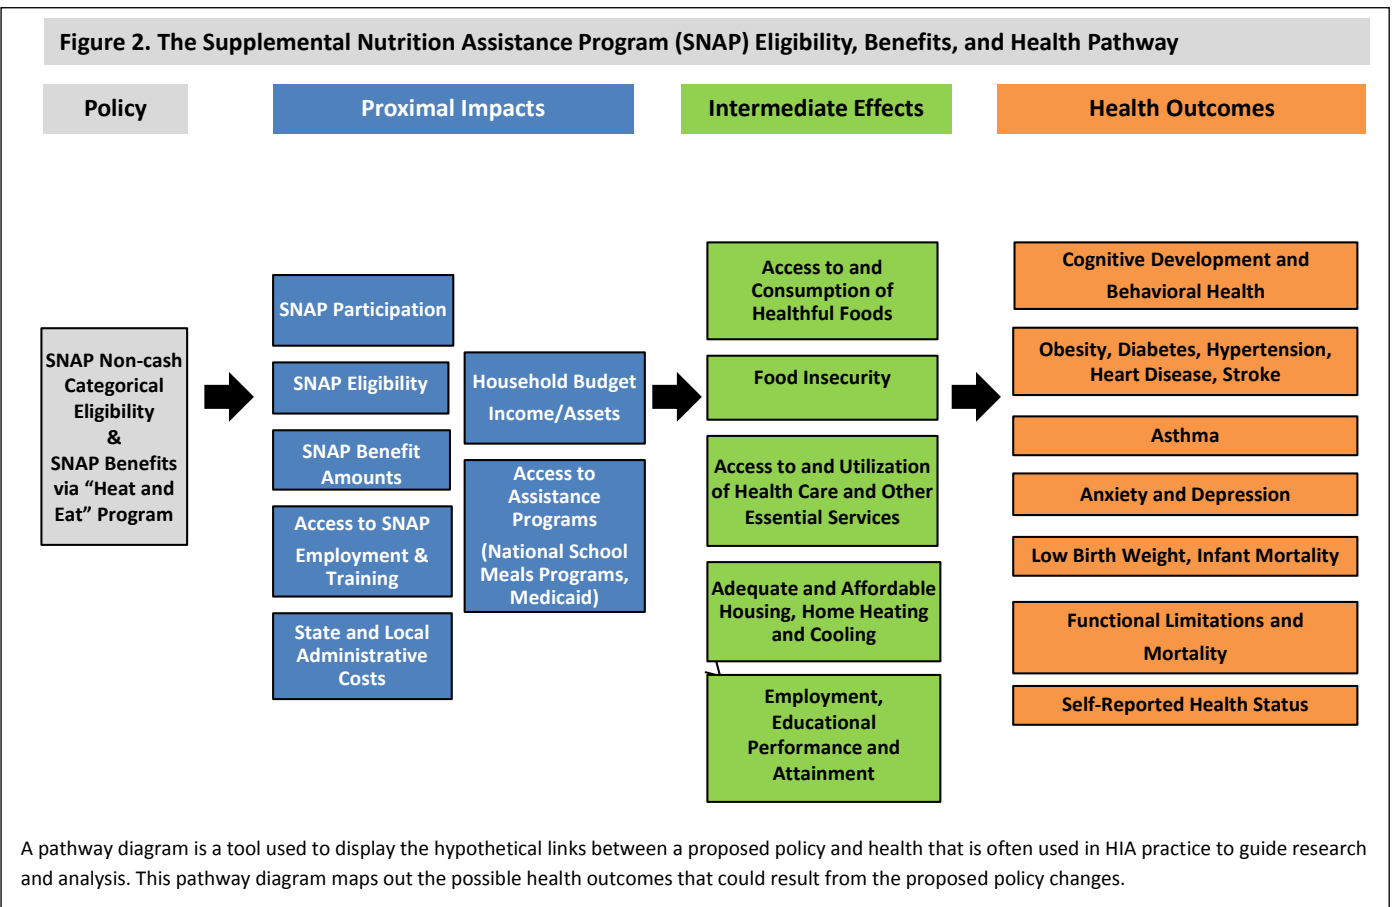 Figure 2. The Supplemental Nutrition Assistance Program (SNAP) Eligibility, Benefits, and Health Pathway
Policy
Proximal Impacts
Intermediate Effects
Health Outcomes
SNAP Non-cash
Categorical
Eligibility
&
SNAP Benefits
via “Heat and
Eat” Program
SNAP Participation
SNAP Eligibility
SNAP Benefit
Amounts
Access to SNAP
Employment &
Training
State and Local
Administrative
Costs
Household Budget
Income/Assets
Access to
Assistance
Programs
(National School
Meals Programs,
Medicaid)
Access to and
Consumption of
Healthful Foods
Food Insecurity
Access to and Utilization
of Health Care and Other
Essential Services
Adequate and Affordable
Housing, Home Heating
and Cooling
Employment,
Educational
Performance and
Attainment
Cognitive Development and
Behavioral Health
Obesity, Diabetes, Hypertension,
Heart Disease, Stroke
Asthma
Anxiety and Depression
Low Birth Weight, Infant Mortality
Functional Limitations and
Mortality
Self-Reported Health Status
A pathway diagram is a tool used to display the hypothetical links between a proposed policy and health that is often used in HIA practice to guide research
and analysis. This pathway diagram maps out the possible health outcomes that could result from the proposed policy changes.